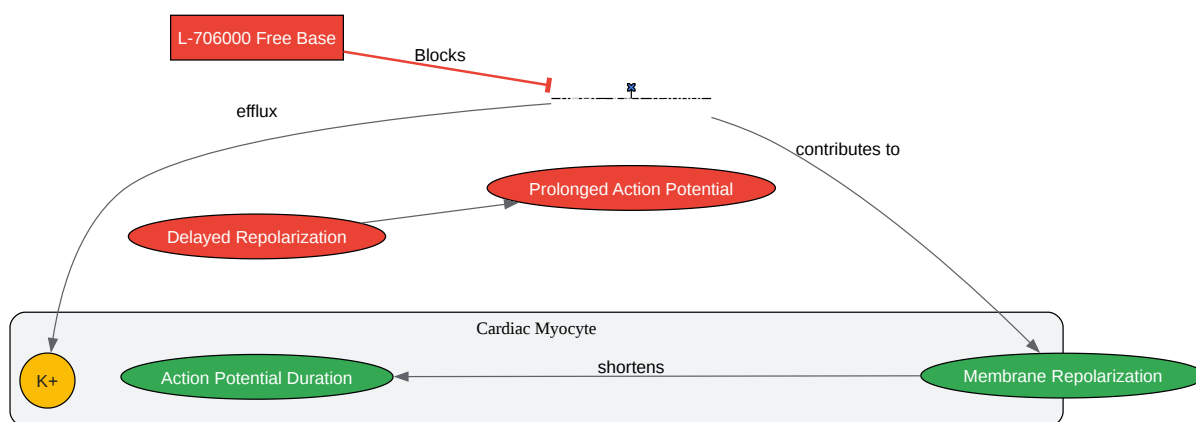 L-706000 Free Base
Blocks
efflux
contributes to
Prolonged Action Potential
Delayed Repolarization
Cardiac Myocyte
K+
Action Potential Duration
shortens
Membrane Repolarization